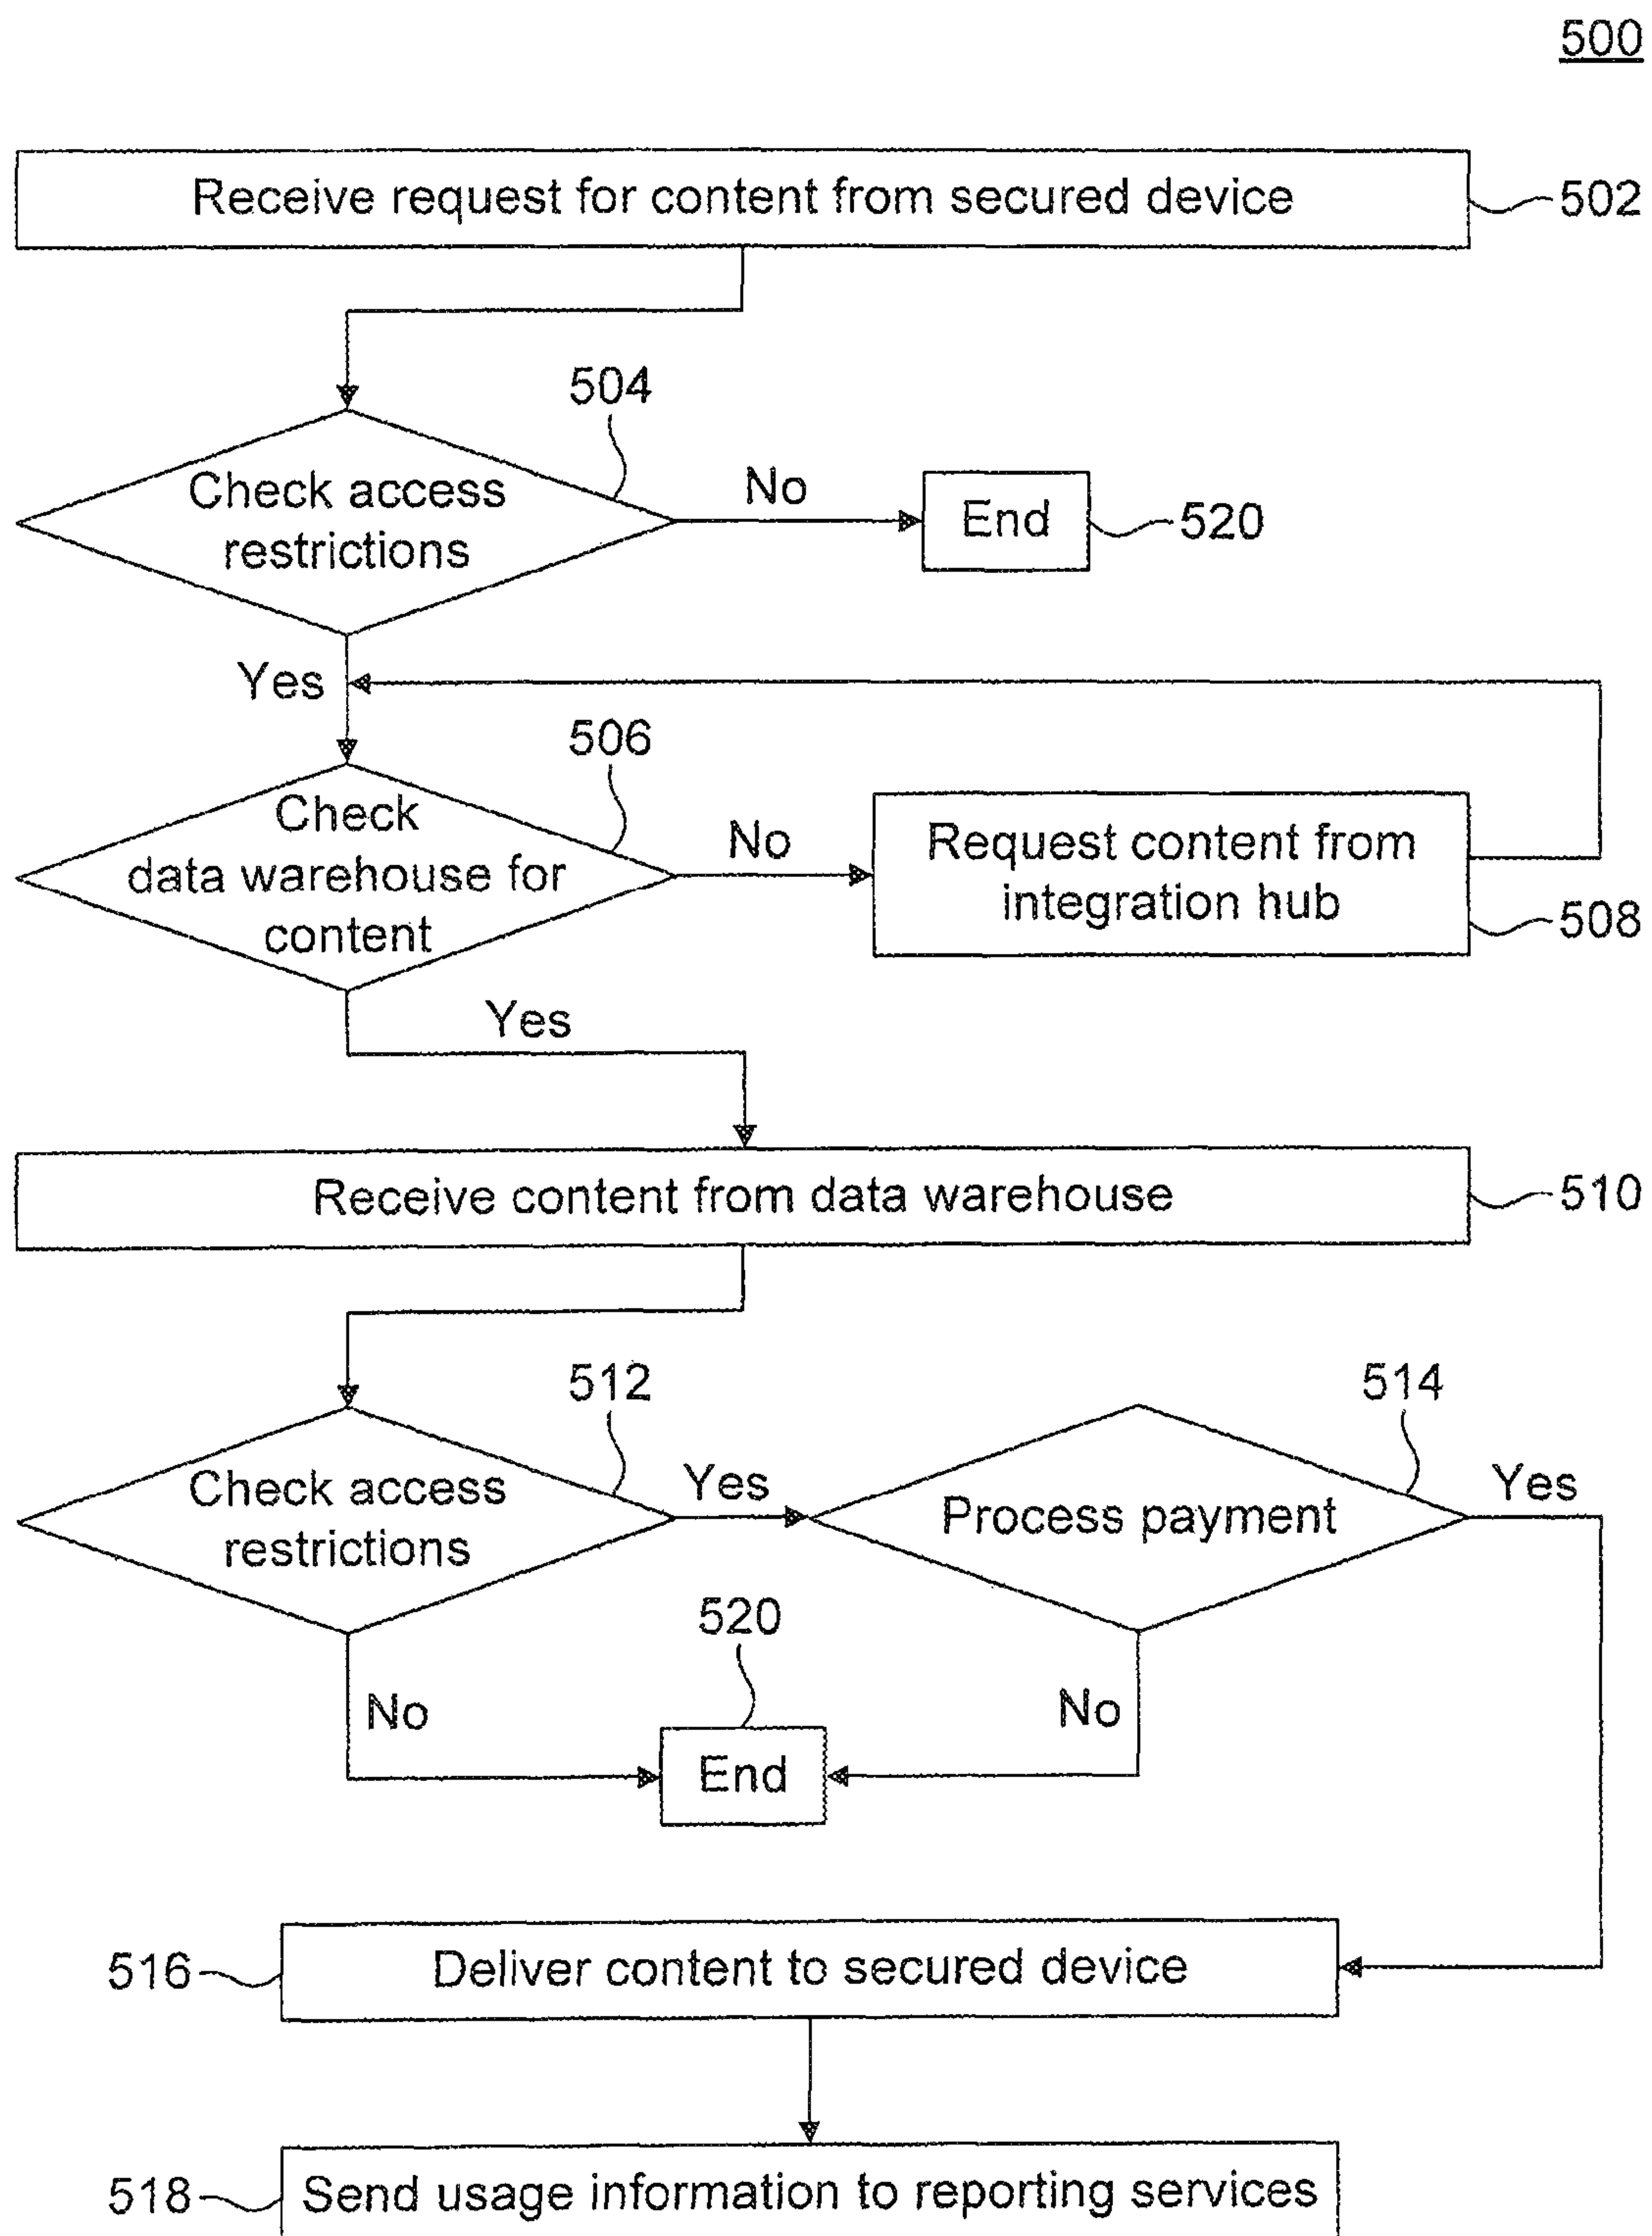 500
Receive request for content from secured device
502
504
Check access
restrictions
No
End
520
Yes
506
Check
data warehouse for
content
No
Request content from
integration hub
508
Yes
Receive content from data warehouse
510
512
Check access
restrictions
Yes
514
Process payment
Yes
520
No
End
No
516
Deliver content to secured device
518
Send usage information to reporting services